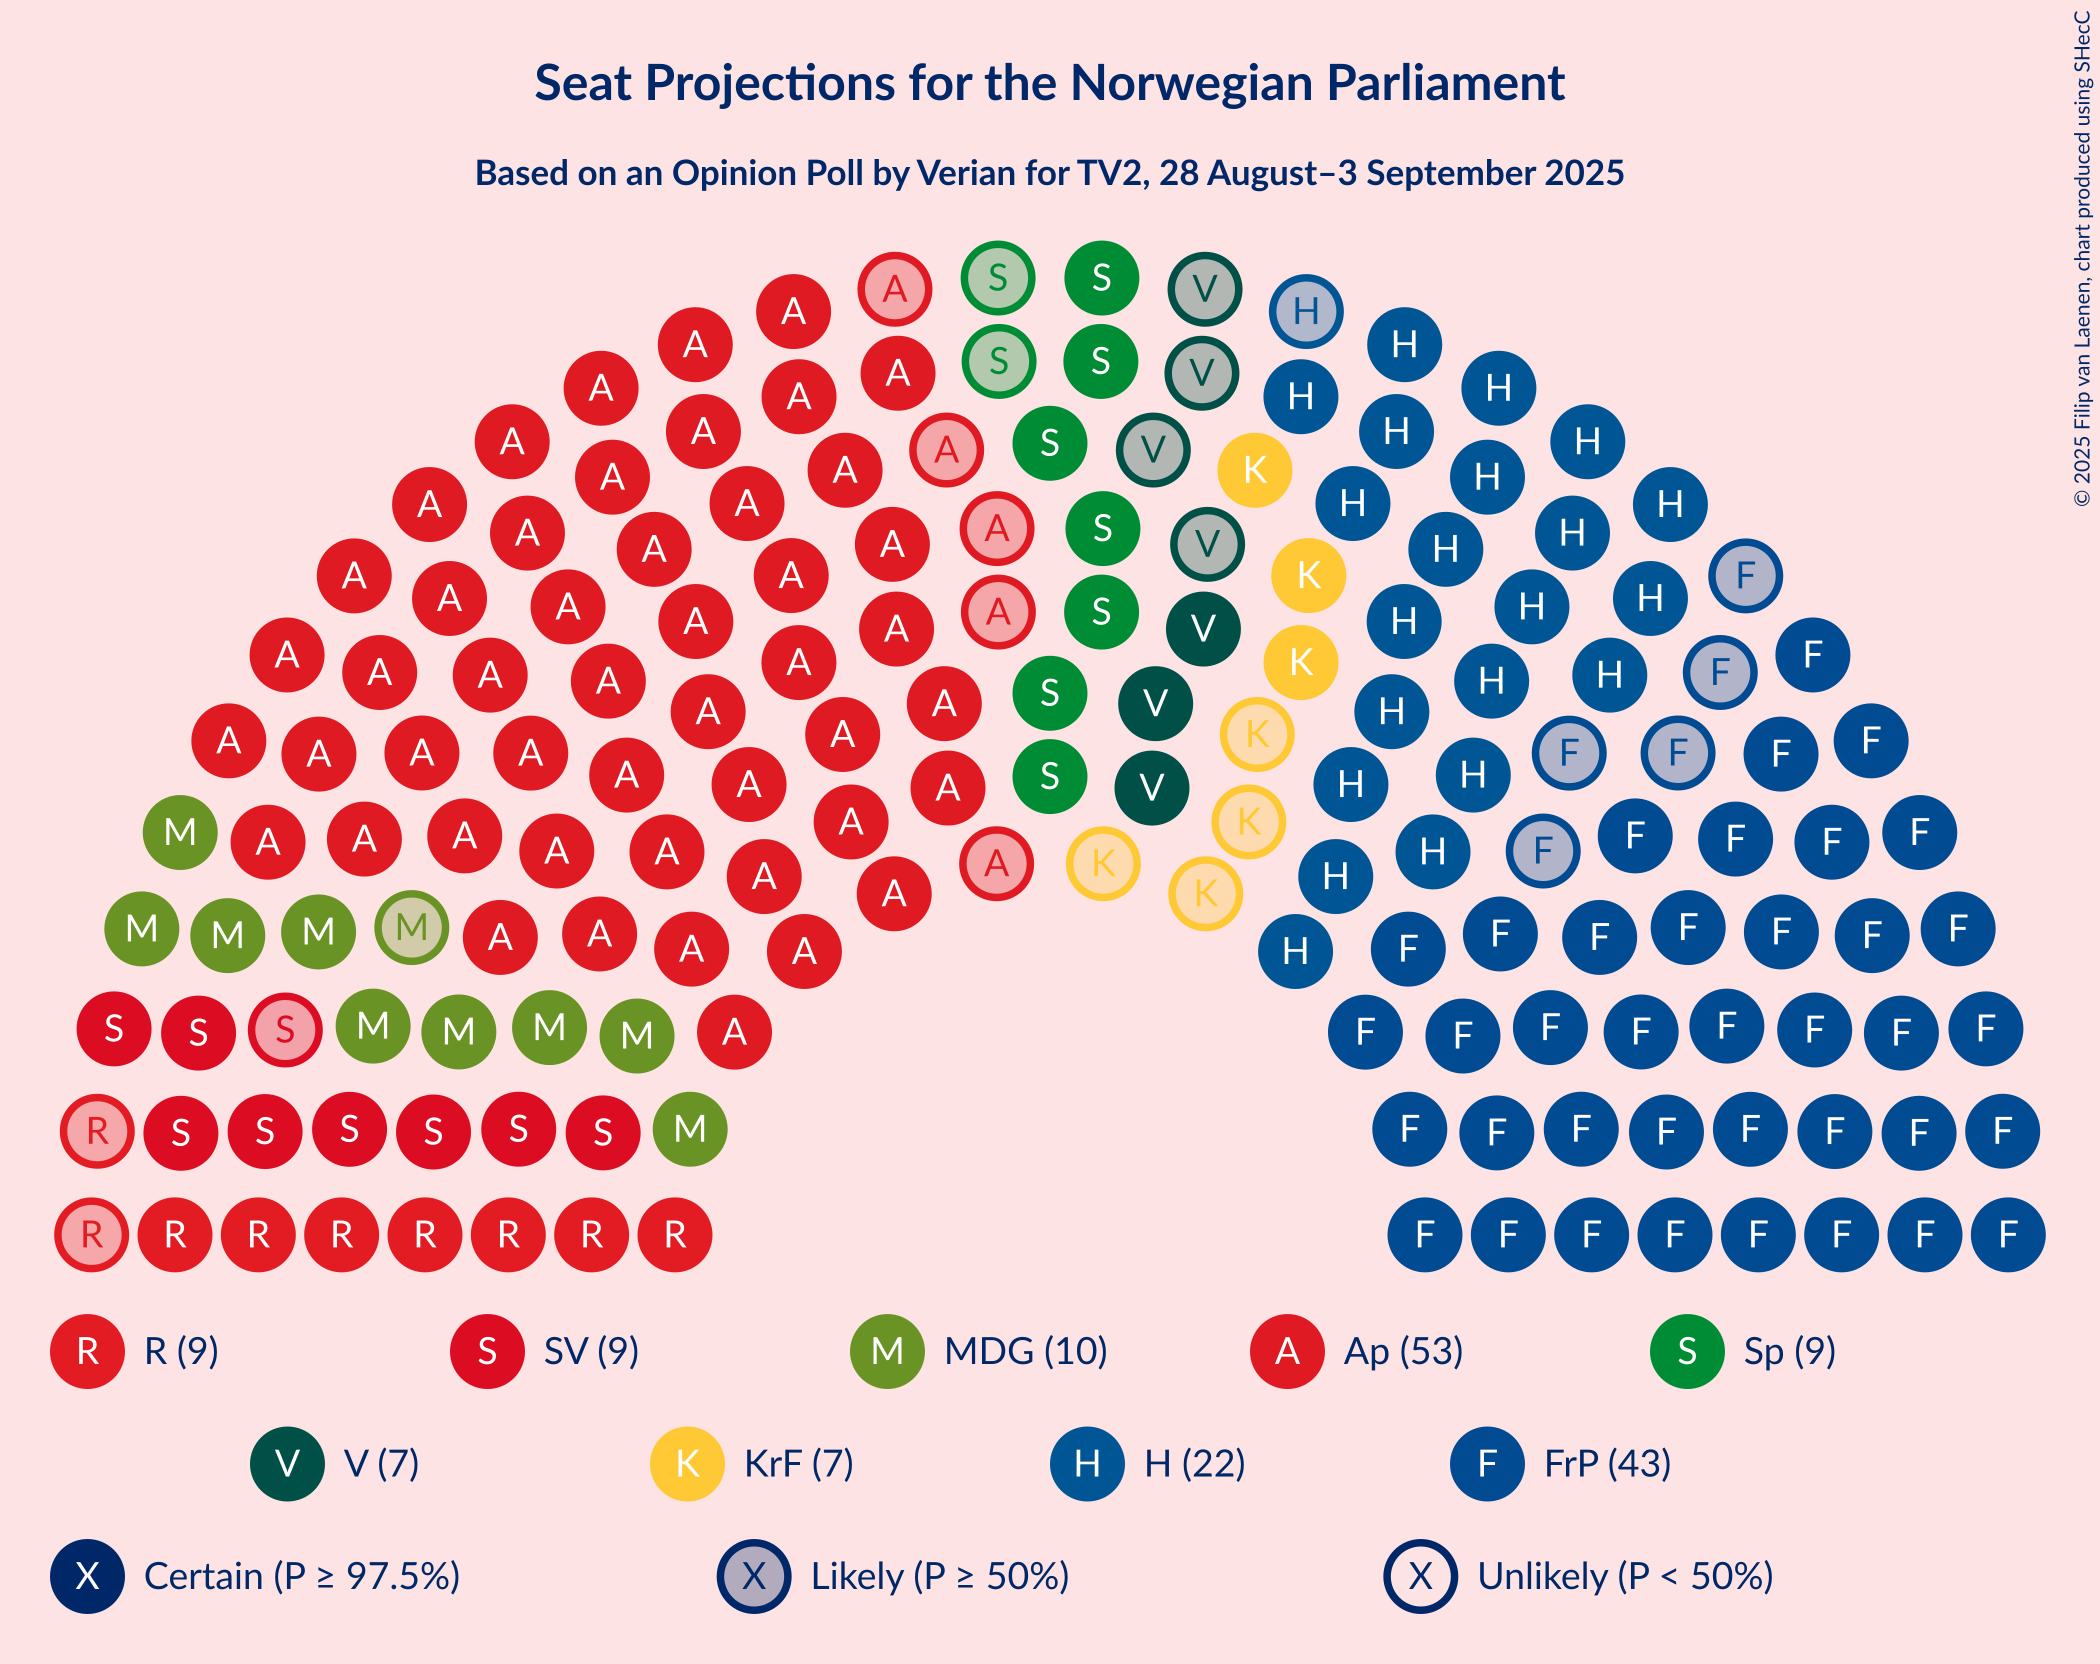 Seat Projections for the Norwegian Parliament
Based on an Opinion Poll by Verian for TV2, 28 August–3 September 2025
© 2025 Filip van Laenen, chart produced using SHecC
A S S V H
A H
A S S V H H
A A H
A A V K H
A A S H
A A A H H
A A A S V K H F
A A A H H
A A A S V K H H F
A A A A S V K H H F F
A A A A A K H H F F F F
M A A A A A A A S V K H H F F F F F
M M M M A A A A A A K K H H F F F F F F F
S S S M M M M A F F F F F F F F
R S S S S S S M F F F F F F F F
R R R R R R R R F F F F F F F F
R R (9)
S SV (9)
M MDG (10)
A Ap (53)
S Sp (9)
V V (7)
K KrF (7)
H H (22)
F FrP (43)
X Certain (P ≥ 97.5%)
X Likely (P ≥ 50%)
X Unlikely (P < 50%)